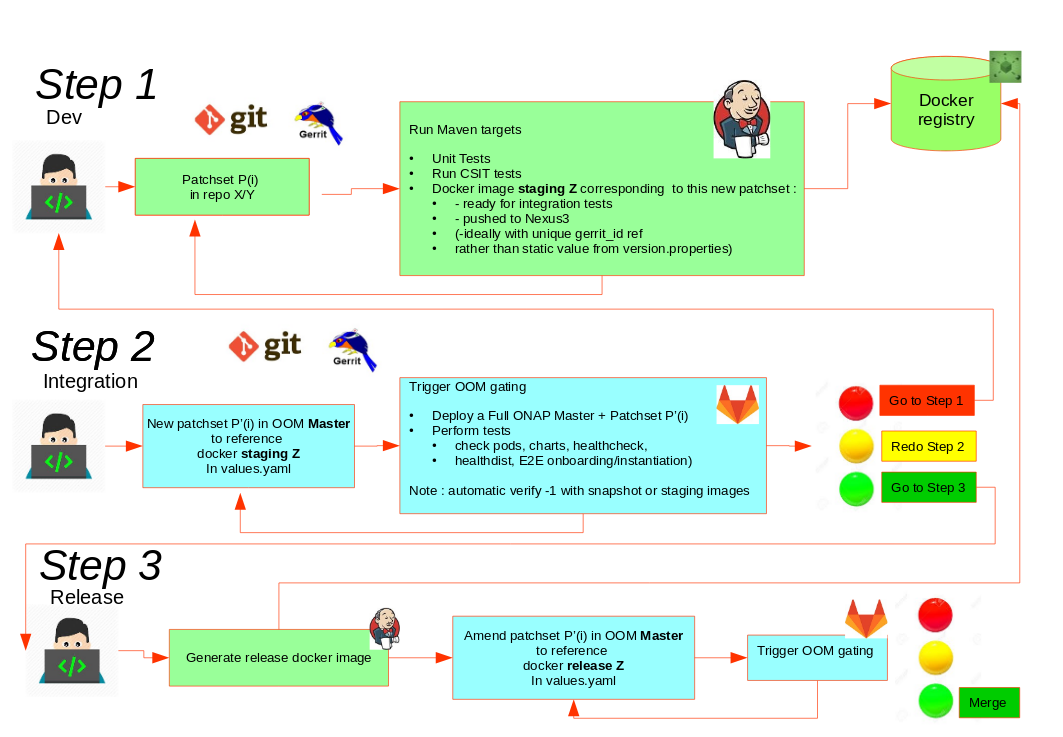 Step 1
Dev
git
Gerrit
Docker
registry
Patchset P(i)
in repo X/Y
Run Maven targets
• Unit Tests
• Run CSIT tests
• Docker image staging Z corresponding to this new patchset :
• - ready for integration tests
• - pushed to Nexus3
• (-ideally with unique gerrit_id ref
• rather than static value from version.properties)
</>
Step 2
Integration
git
Gerrit
</>
New patchset P'(i) in OOM Master
to reference
docker staging Z
In values.yaml
Trigger OOM gating
• Deploy a Full ONAP Master + Patchset P'(i)
• Perform tests
• check pods, charts, healthcheck,
• healthdist, E2E onboarding/instantiation)
Note : automatic verify -1 with snapshot or staging images
Go to Step 1
Redo Step 2
Go to Step 3
Step 3
Release
</>
Generate release docker image
Amend patchset P'(i) in OOM Master
to reference
docker release Z
In values.yaml
Trigger OOM gating
Merge